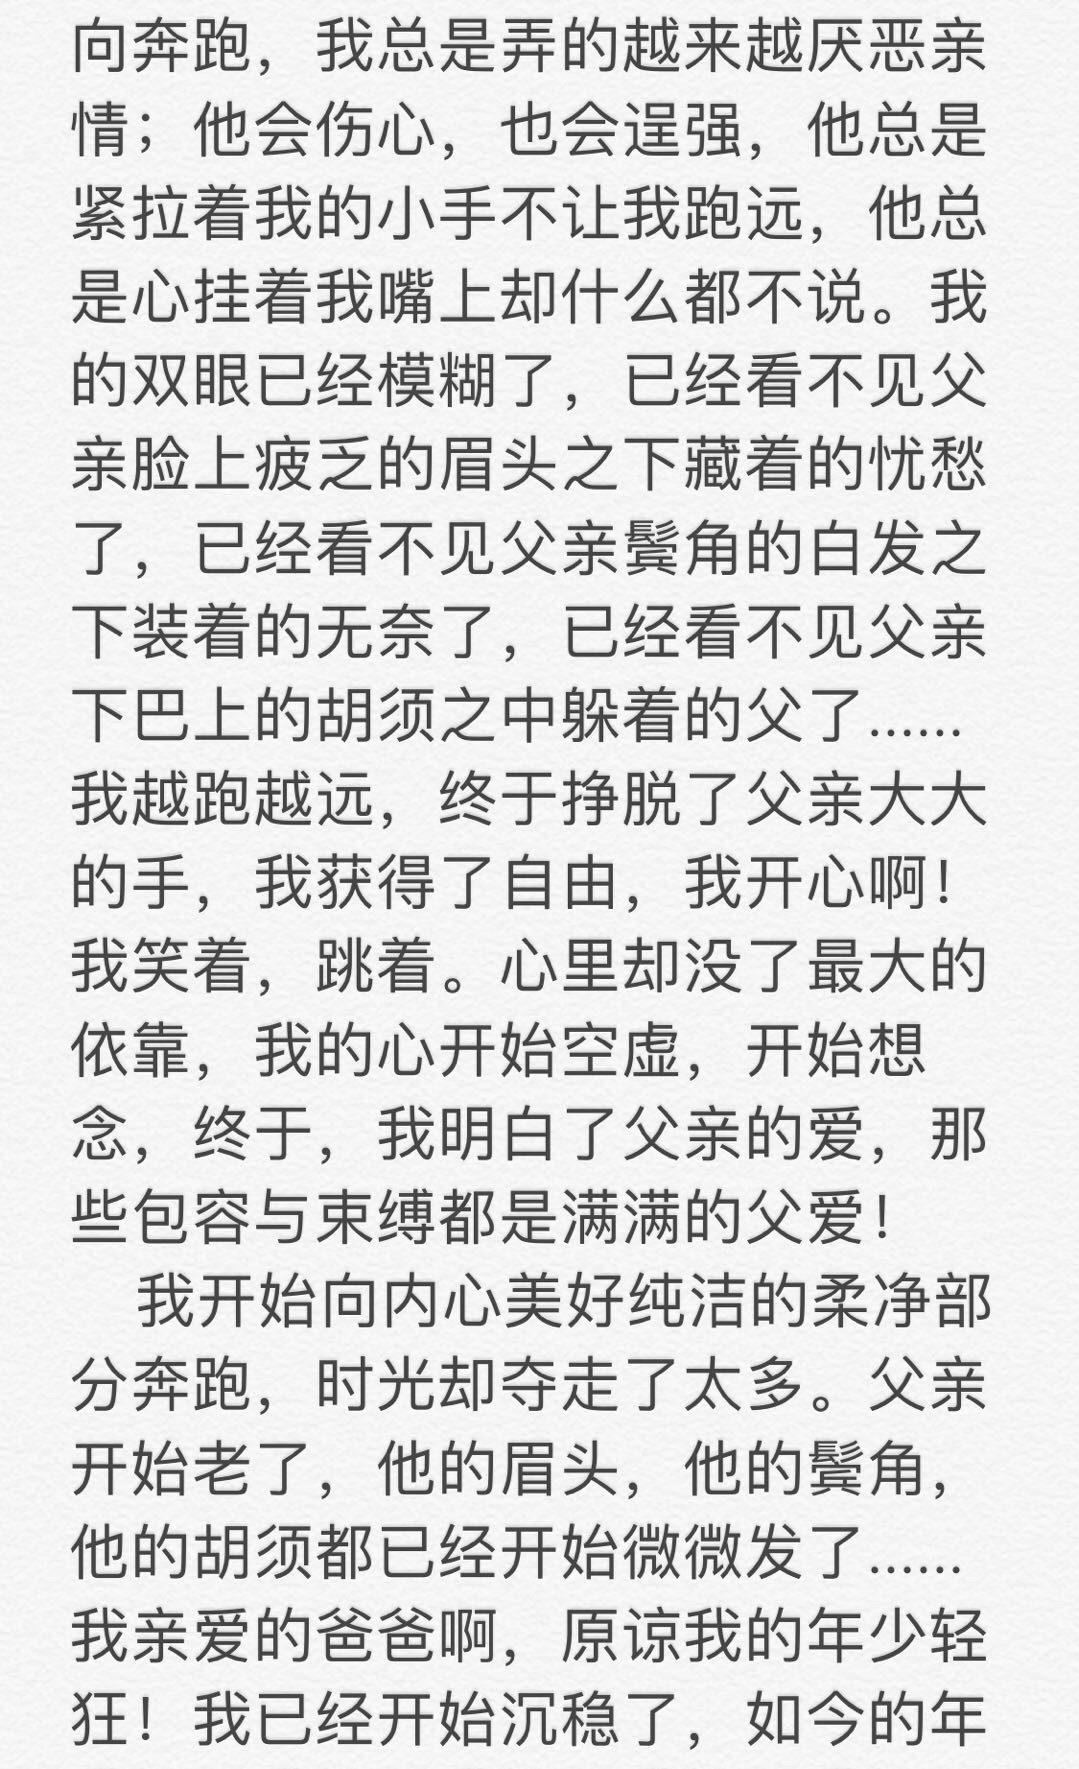 向奔跑，我总是弄的越来越厌恶亲
情；他会伤心，也会逞强，他总是
紧拉着我的小手不让我跑远，他总
是心挂着我嘴上却什么都不说。我
的双眼已经模糊了，已经看不见父
亲脸上疲乏的眉头之下藏着的忧愁
了，已经看不见父亲鬓角的白发之
下装着的无奈了，已经看不见父亲
下巴上的胡须之中躲着的父了……
我越跑越远，终于挣脱了父亲大大
的手，我获得了自由，我开心啊！
我笑着，跳着。心里却没了最大的
依靠，我的心开始空虚，开始想
念，终于，我明白了父亲的爱，那
些包容与束缚都是满满的父爱！
我开始向内心美好纯洁的柔净部
分奔跑，时光却夺走了太多。父亲
开始老了，他的眉头，他的鬓角，
他的胡须都已经开始微微发了……
我亲爱的爸爸啊，原谅我的年少轻
狂！我已经开始沉稳了，如今的年